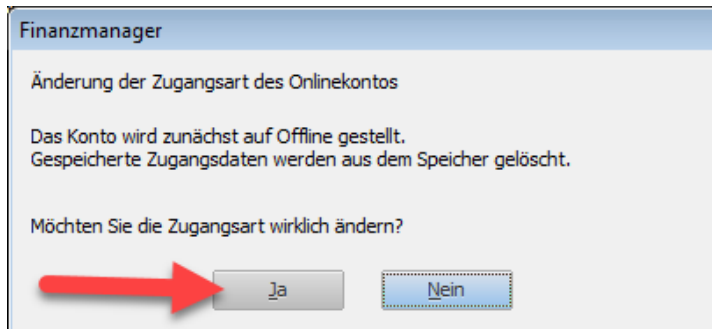 Finanzmanager
Änderung der Zugangsart des Onlinekontos
Das Konto wird zunächst auf Offline gestellt.
Gespeicherte Zugangsdaten werden aus dem Speicher gelöscht.
Möchten Sie die Zugangsart wirklich ändern?
Ja
Nein